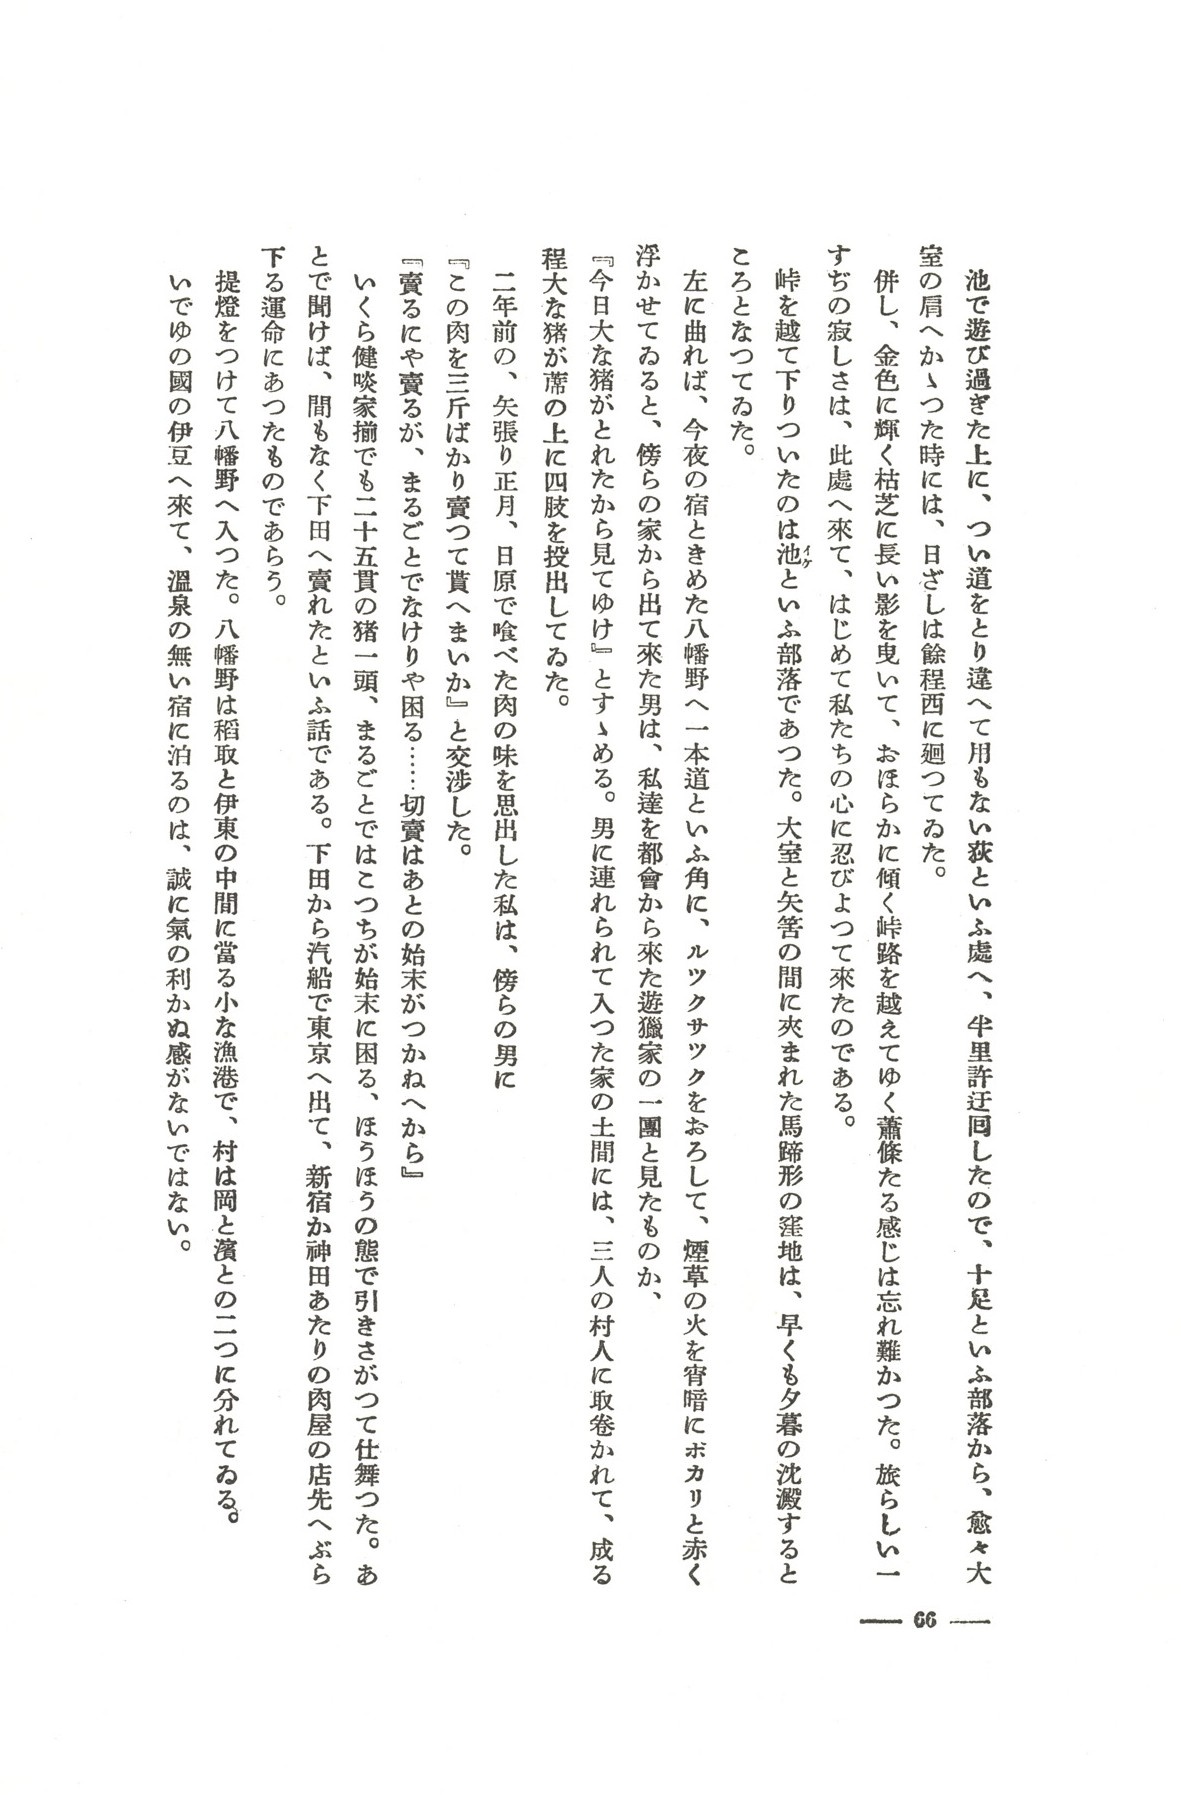 池で遊び過ぎた上に、つい道をとり違へて用もない荻といふ處へ、半里許迂回したので、十足といふ部落から、愈々大
室の肩へかゝつた時には、日ざしは餘程西に廻つてゐた。
併し、金色に輝く枯芝に長い影を曳いて、おほらかに傾く峠路を越えてゆく蕭條たる感じは忘れ難かつた。旅らしい一
すぢの寂しさは、此處へ來て、はじめて私たちの心に忍びよつて來たのである。
峠を越て下りついたのは池といふ部落であつた。大室と矢筈の間に夾まれた馬蹄形の窪地は、早くも夕暮の沈澱すると
イケ
ころとなつてゐた。
左に曲れば、今夜の宿ときめた八幡野へ一本道といふ角に、ルツクサツクをおろして、煙草の火を宵暗にボカリと赤く
浮かせてゐると、傍らの家から出て來た男は、私達を都會から來た遊獵家の一團と見たものか、
『今日大な猪がとれたから見てゆけ』とすゝめる。男に連れられて入つた家の土間には、三人の村人に取卷かれて、成る
程大な猪が蓆の上に四肢を投出してゐた。
二年前の、矢張り正月、日原で喰べた肉の味を思出した私は、傍らの男に
『この肉を三斤ばかり賣つて貰へまいか』と交渉した。
『賣るにや賣るが、まるごとでなけりや困る……切賣はあとの始末がつかねへから』
いくら健啖家揃でも二十五貫の猪一頭、まるごとではこつちが始末に困る、ほうほうの態で引きさがつて仕舞つた。あ
とで聞けば、間もなく下田へ賣れたといふ話である。下田から汽船で東京へ出て、新宿か神田あたりの肉屋の店先へぶら
下る運命にあつたものであらう。
提燈をつけて八幡野へ入つた。八幡野は稻取と伊東の中間に當る小な漁港で、村は岡と濱との二つに分れてゐる。
いでゆの國の伊豆へ來て、溫泉の無い宿に泊るのは、誠に氣の利かぬ感がないではない。
— 66 —